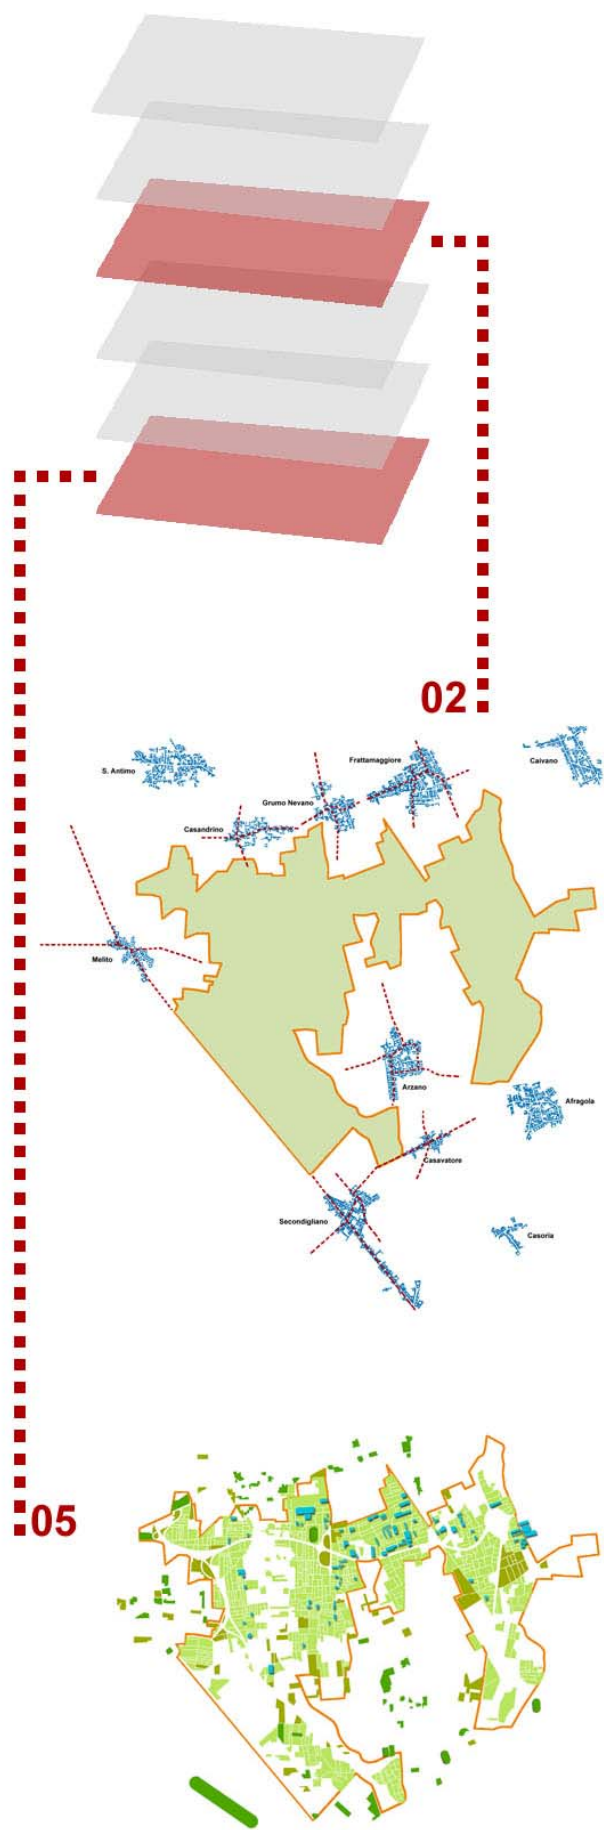 02
S. Antimo
Frattamaggiore
Caivano
Grumo Nevano
Casandrino
Melito
Arzano
Afragola
Casavatore
Secondigliano
Casoria
05